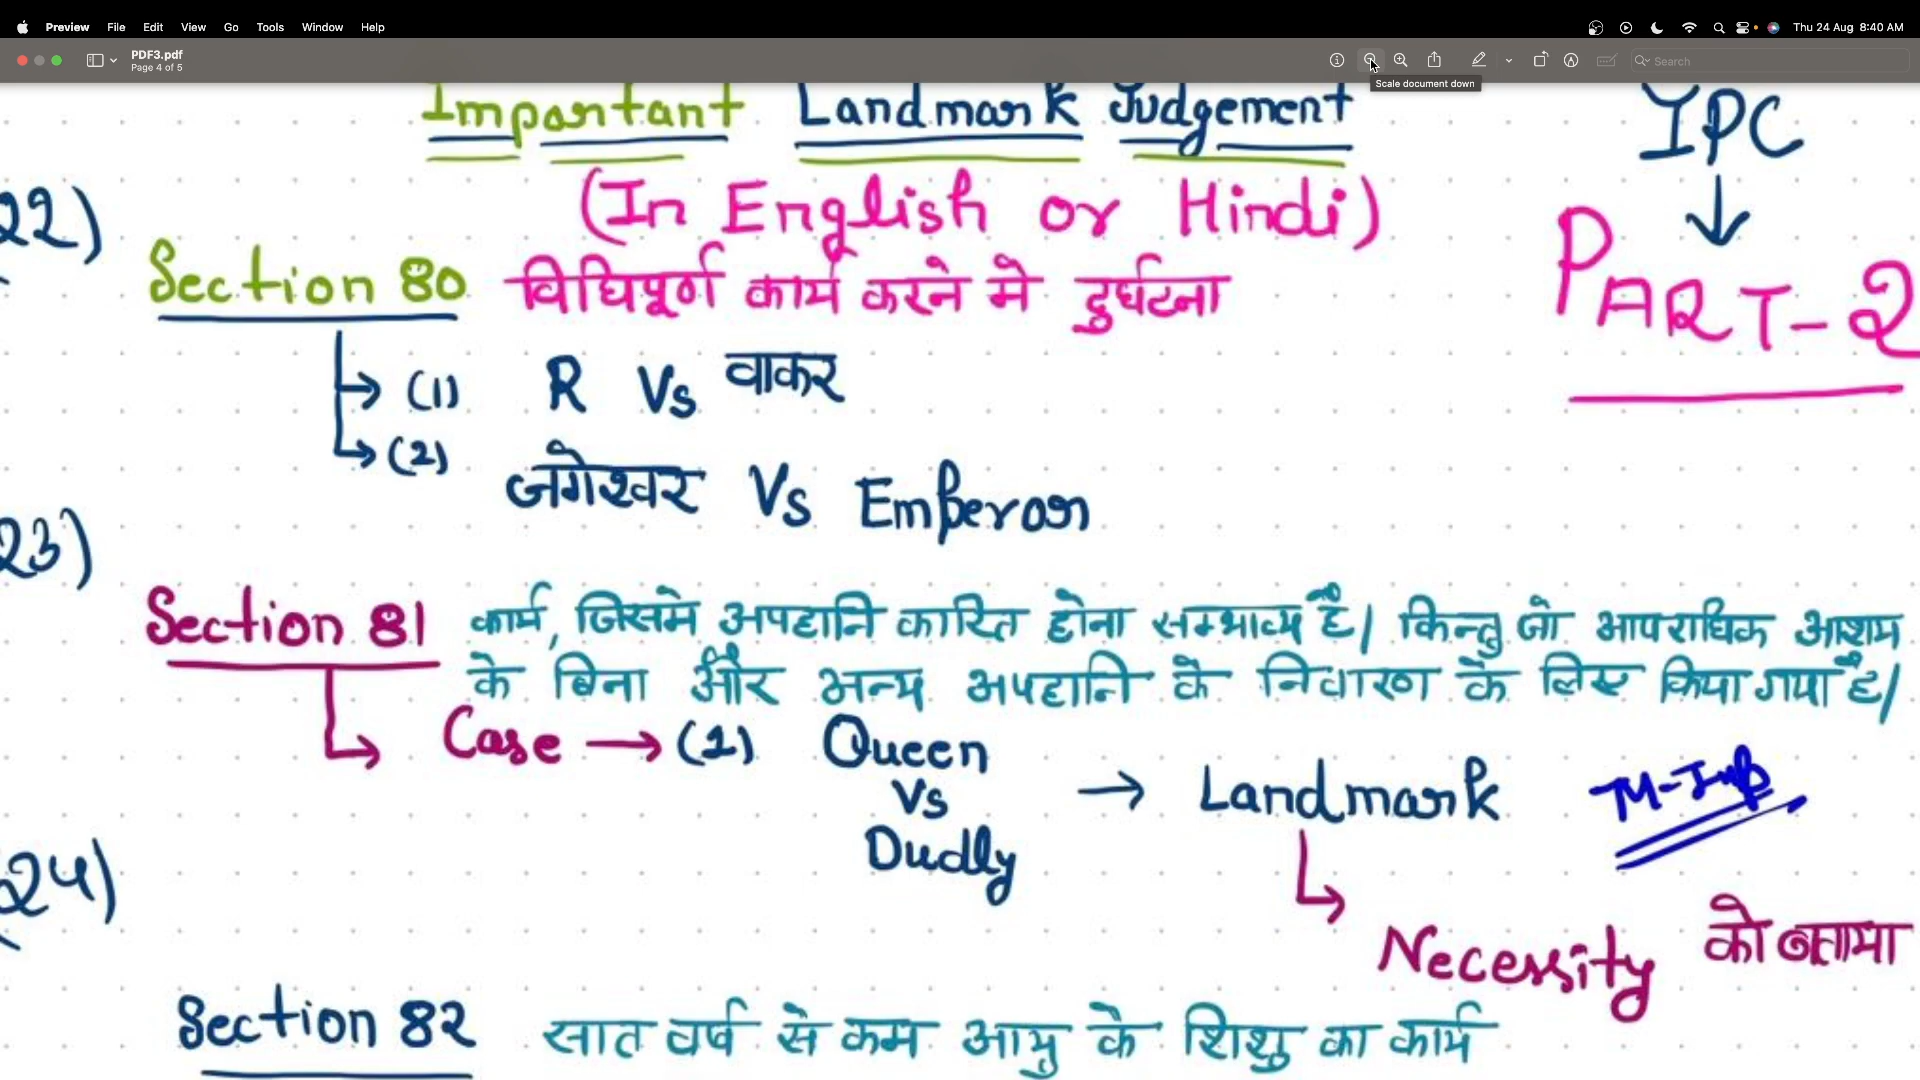 Preview File Edit View Go Tools Window Help
Thu 24 Aug 8:40 AM
PDF3.pdf
Page 4 of 5
Search
Scale document down
Important Landmark Judgement
IPC
(In English or Hindi)
PART-2
22)
Section 80 विधिपूर्ण कार्य करने मे दुर्घटना
(1) R Vs वाकर
(2) जगेश्वर Vs Emperor
23)
Section 81 कार्य, जिसमे अपहानि कारित होना सम्भाव्य है। किन्तु जो आपराधिक आशय
के बिना और अन्य अपहानि के निवारण के लिए किया गया है।
Case → (1) Queen
Vs → Landmark M-Imp
Dudly
Necessity को बताया
24)
Section 82 सात वर्ष से कम आयु के शिशु का कार्य